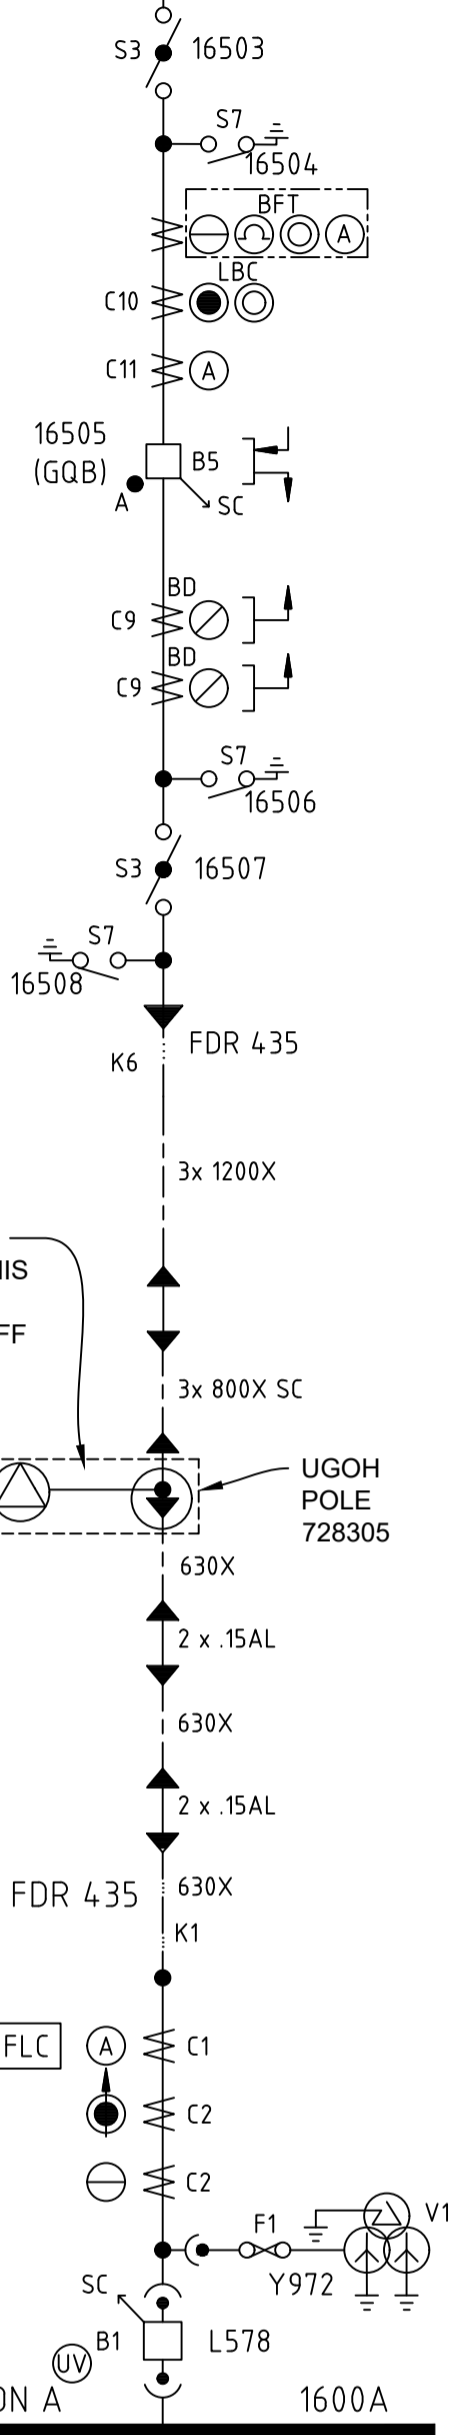 S3 16503
S7
16504
BFT
A
LBC
C10
C11 A
16505
(GQB)
B5
A
SC
BD
C9
BD
C9
S7
16506
S3 16507
S7
16508
FDR 435
K6
3x 1200X
FF
3x 800X SC
UGOH
POLE
728305
630X
2 x .15AL
630X
2 x .15AL
FDR 435
630X
K1
FLC
A
C1
C2
C2
F1
V1
Y972
SC
B1
L578
UV
A
1600A